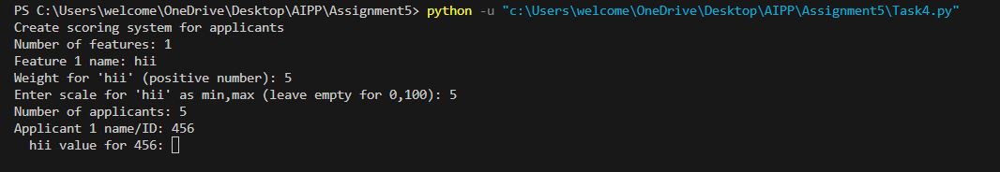 PS C:\Users\welcome\OneDrive\Desktop\AIPP\Assignment5> python -u "c:\Users\welcome\OneDrive\Desktop\AIPP\Assignment5\Task4.py"
Create scoring system for applicants
Number of features: 1
Feature 1 name: hii
Weight for 'hii' (positive number): 5
Enter scale for 'hii' as min,max (leave empty for 0,100): 5
Number of applicants: 5
Applicant 1 name/ID: 456
  hii value for 456: